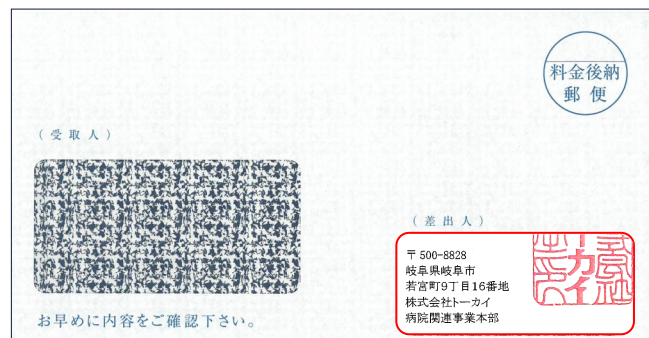 料金後納
郵便
(受取人)
お早めに内容をご確認下さい。
(差出人)
〒500-8828
岐阜県岐阜市
若宮町9丁目16番地
株式会社トーカイ
病院関連事業本部